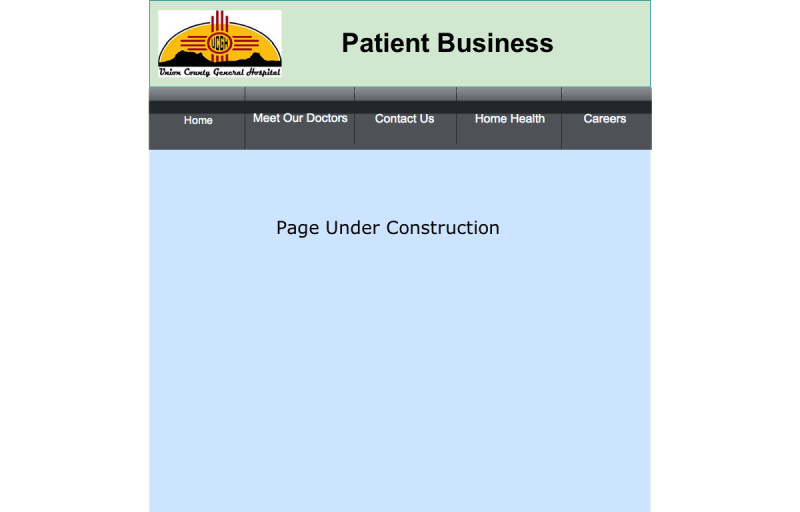 UCGH
Union County General Hospital
Patient Business
Home
Meet Our Doctors
Contact Us
Home Health
Careers
Page Under Construction